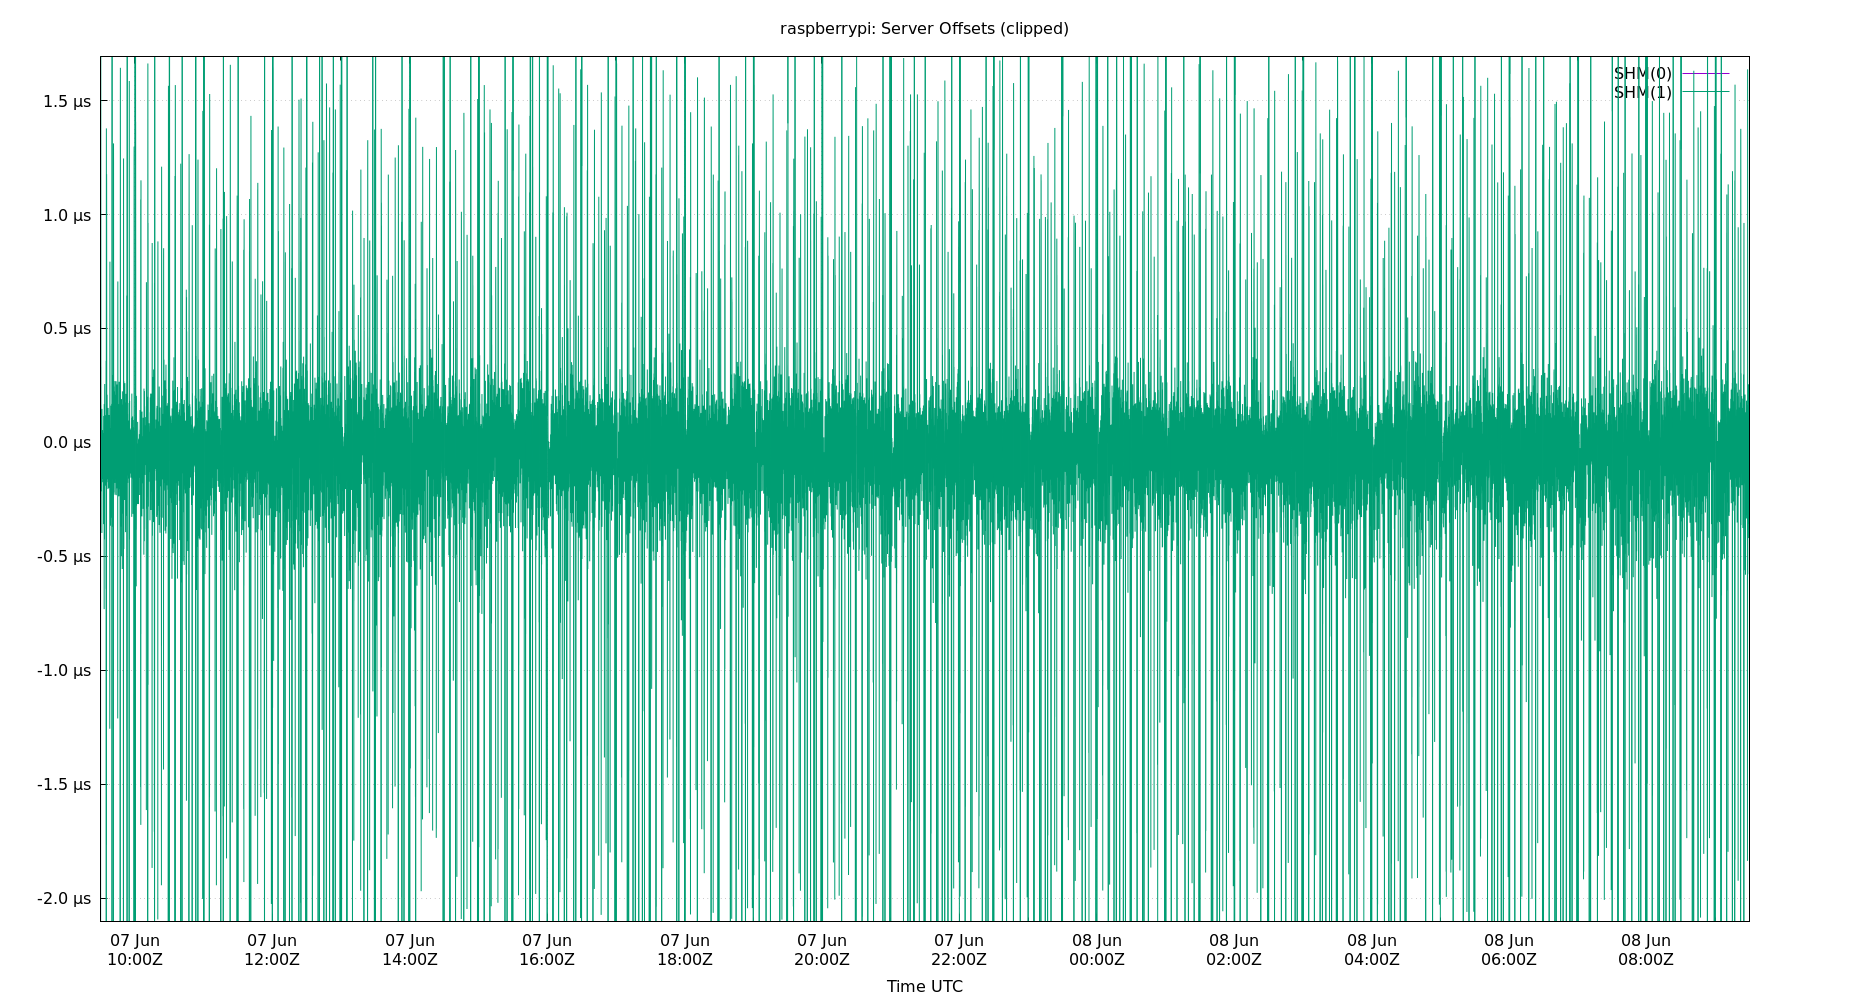 raspberrypi: Server Offsets (clipped)
SHM(0)
SHM(1)
1.5 µs
1.0 µs
0.5 µs
0.0 µs
-0.5 µs
-1.0 µs
-1.5 µs
-2.0 µs
07 Jun 07 Jun 07 Jun 07 Jun 07 Jun 07 Jun 07 Jun 08 Jun 08 Jun 08 Jun 08 Jun 08 Jun
10:00Z 12:00Z 14:00Z 16:00Z 18:00Z 20:00Z 22:00Z 00:00Z 02:00Z 04:00Z 06:00Z 08:00Z
Time UTC